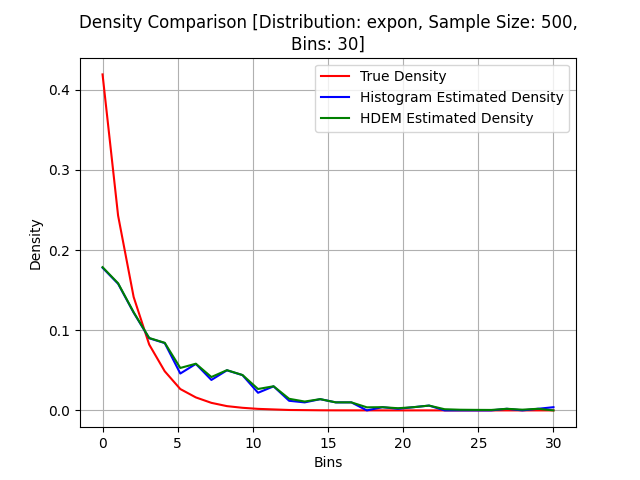 Density Comparison [Distribution: expon, Sample Size: 500,
Bins: 30]
True Density
Histogram Estimated Density
HDEM Estimated Density
Density
0.4
0.3
0.2
0.1
0.0
0 5 10 15 20 25 30
Bins